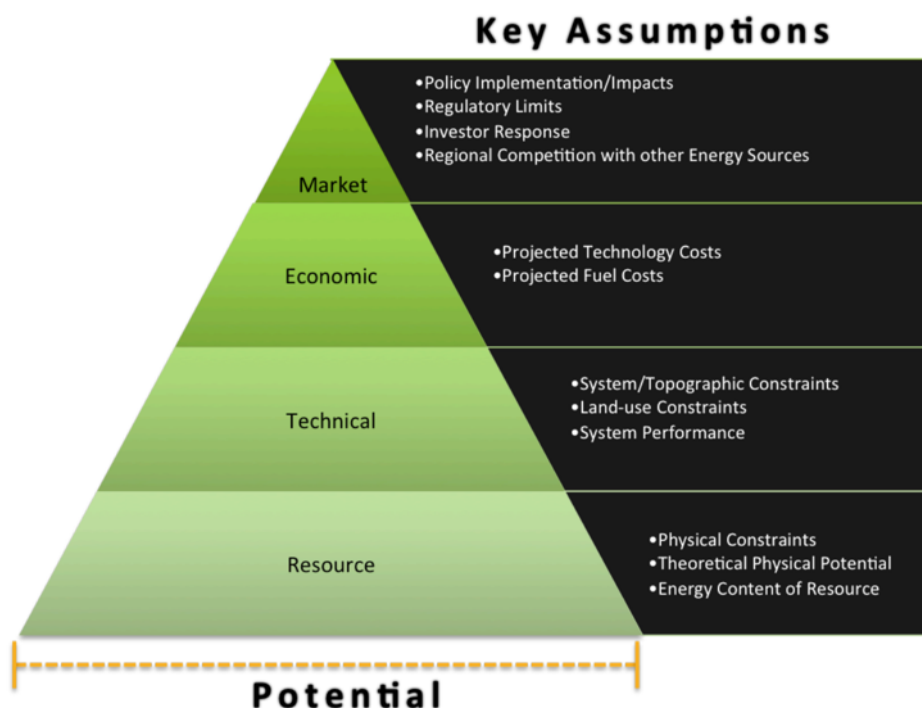 Key Assumptions
•Policy Implementation/Impacts
•Regulatory Limits
•Investor Response
•Regional Competition with other Energy Sources
Market
•Projected Technology Costs
•Projected Fuel Costs
Economic
•System/Topographic Constraints
•Land-use Constraints
•System Performance
Technical
•Physical Constraints
•Theoretical Physical Potential
•Energy Content of Resource
Resource
Potential